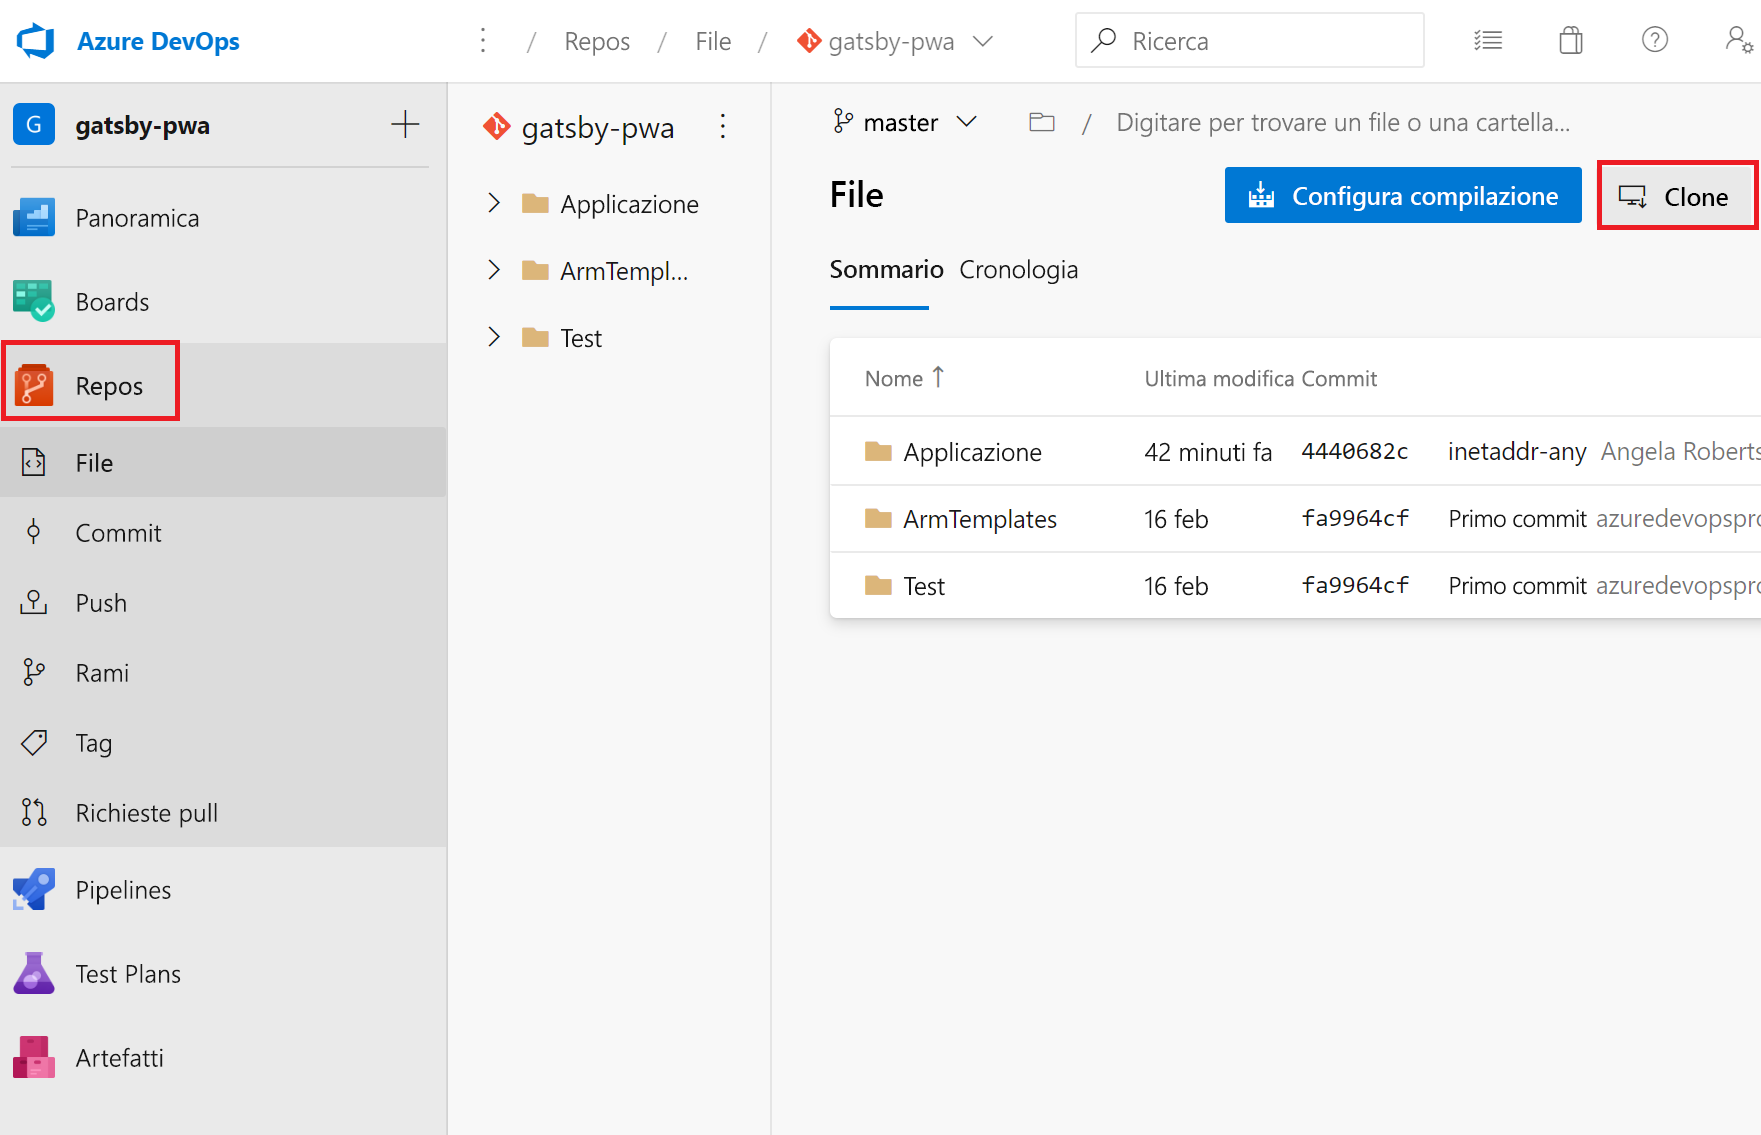 Azure DevOps
/ Repos / File / gatsby-pwa
Ricerca
G gatsby-pwa
Panoramica
Boards
Repos
File
Commit
Push
Rami
Tag
Richieste pull
Pipelines
Test Plans
Artefatti
gatsby-pwa
Applicazione
ArmTempl...
Test
master / Digitare per trovare un file o una cartella...
File
Configura compilazione
Clone
Sommario Cronologia
Nome Ultima modifica Commit
Applicazione 42 minuti fa 4440682c inetaddr-any Angela Roberts
ArmTemplates 16 feb fa9964cf Primo commit azuredevopspro
Test 16 feb fa9964cf Primo commit azuredevopspro